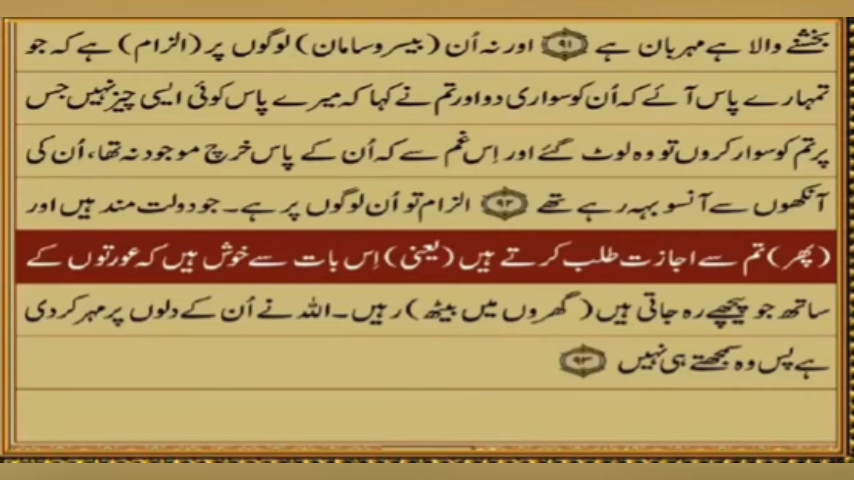 بخشنے والا ہے مہربان ہے ﴿۹۱﴾ اور نہ اُن (بیسروسامان) لوگوں پر (الزام) ہے کہ جو
تمہارے پاس آئے کہ اُن کو سواری دو اور تم نے کہا کہ میرے پاس کوئی ایسی چیز نہیں جس
پر تم کو سوار کروں تو وہ لوٹ گئے اور اِس غم سے کہ اُن کے پاس خرچ موجود نہ تھا، اُن کی
آنکھوں سے آنسو بہہ رہے تھے ﴿۹۲﴾ الزام تو اُن لوگوں پر ہے۔ جو دولت مند ہیں اور
(پھر) تم سے اجازت طلب کرتے ہیں (یعنی) اِس بات سے خوش ہیں کہ عورتوں کے
ساتھ جو پیچھے رہ جاتی ہیں (گھروں میں بیٹھ) رہیں۔ اللہ نے اُن کے دلوں پر مہر کر دی
ہے پس وہ سمجھتے ہی نہیں ﴿۹۳﴾